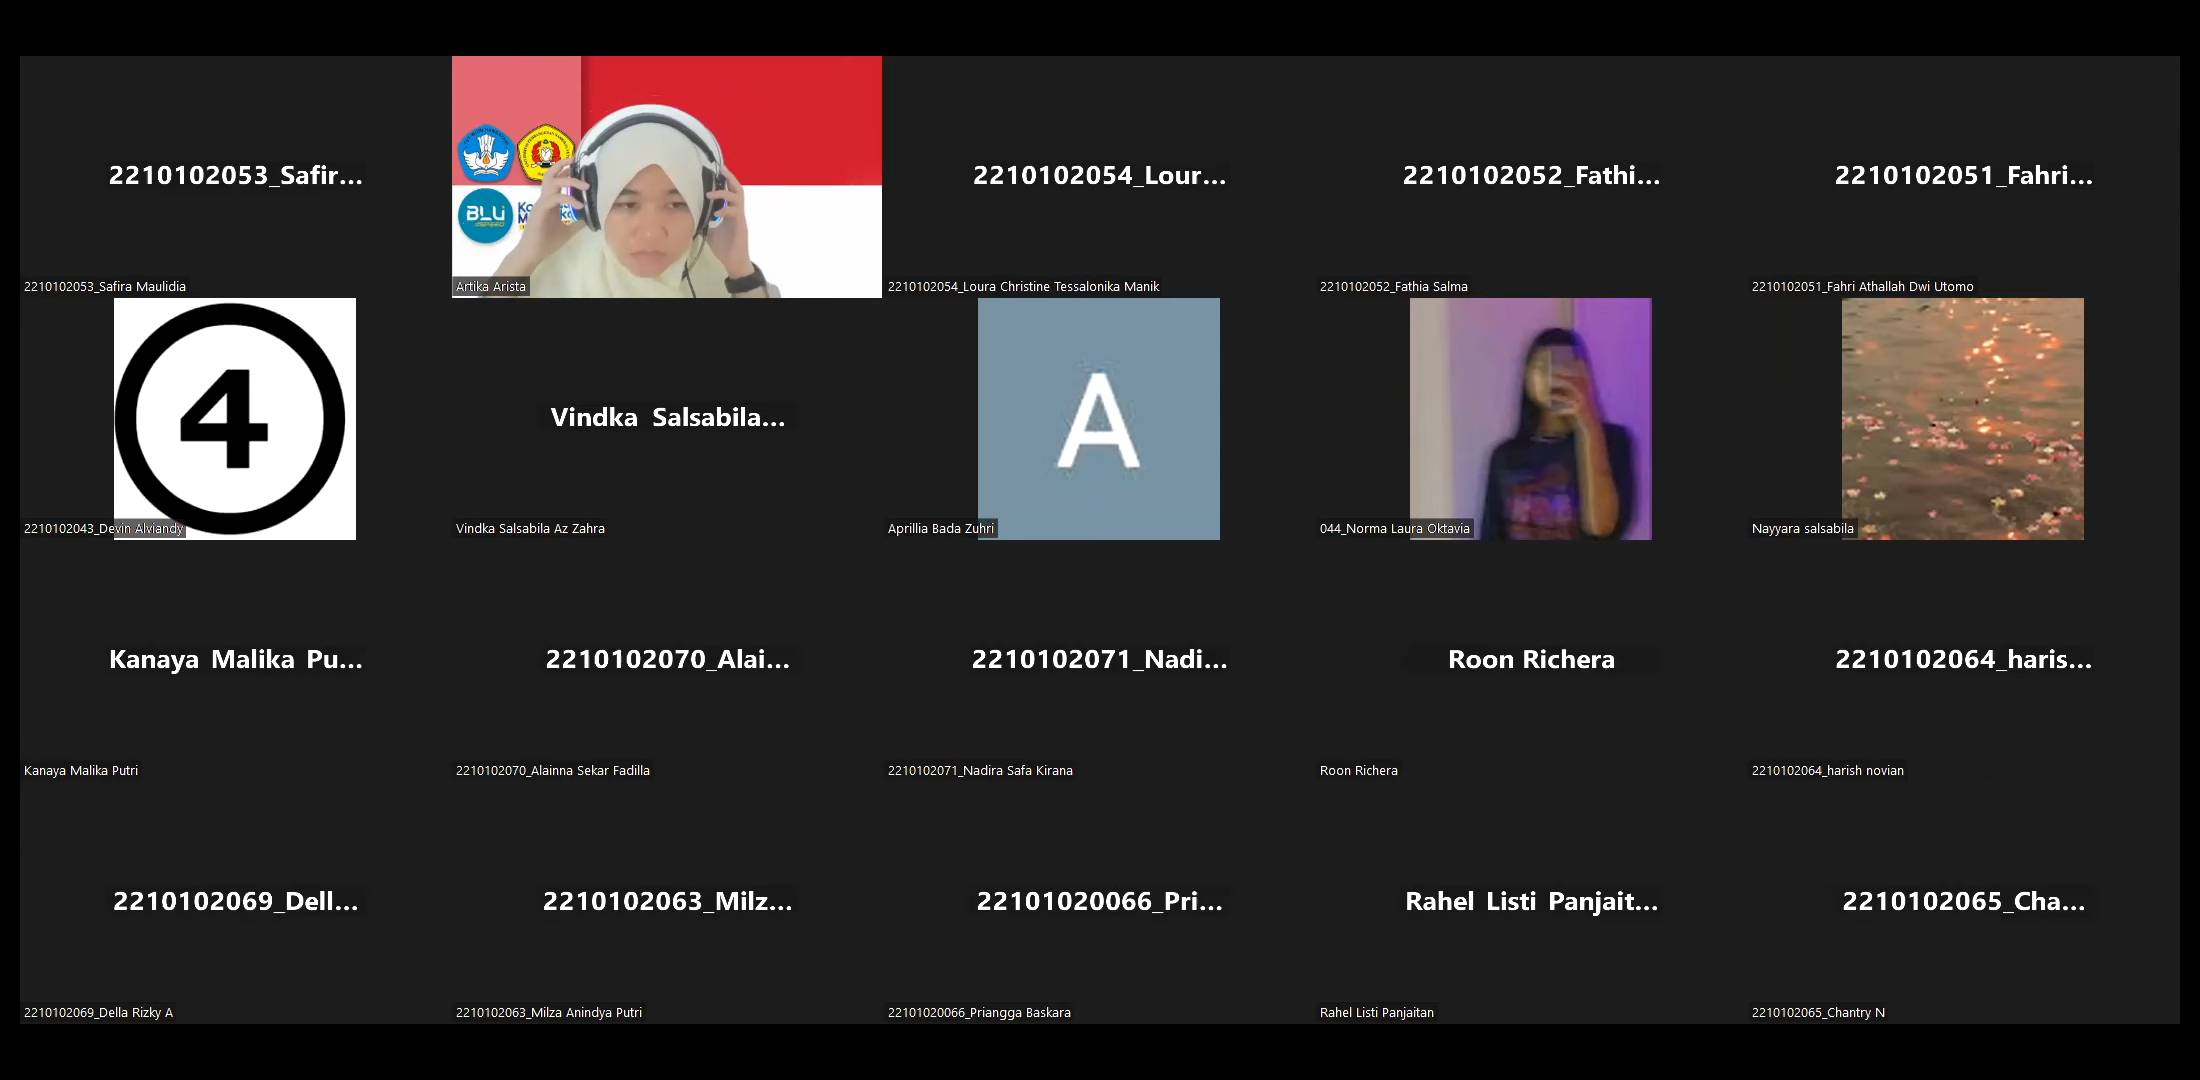 2210102053_Safir...
2210102053_Safira Maulidia
BLU
Artika Arista
2210102054_Lour...
2210102054_Loura Christine Tessalonika Manik
2210102052_Fathi...
2210102052_Fathia Salma
2210102051_Fahri...
2210102051_Fahri Athallah Dwi Utomo
4
2210102043_Devin Alviandy
Vindka Salsabila...
Vindka Salsabila Az Zahra
A
Aprillia Bada Zuhri
044_Norma Laura Oktavia
Nayyara salsabila
Kanaya Malika Pu...
Kanaya Malika Putri
2210102070_Alai...
2210102070_Alainna Sekar Fadilla
2210102071_Nadi...
2210102071_Nadira Safa Kirana
Roon Richera
Roon Richera
2210102064_haris...
2210102064_harish novian
2210102069_Dell...
2210102069_Della Rizky A
2210102063_Milz...
2210102063_Milza Anindya Putri
22101020066_Pri...
22101020066_Priangga Baskara
Rahel Listi Panjait...
Rahel Listi Panjaitan
2210102065_Cha...
2210102065_Chantry N